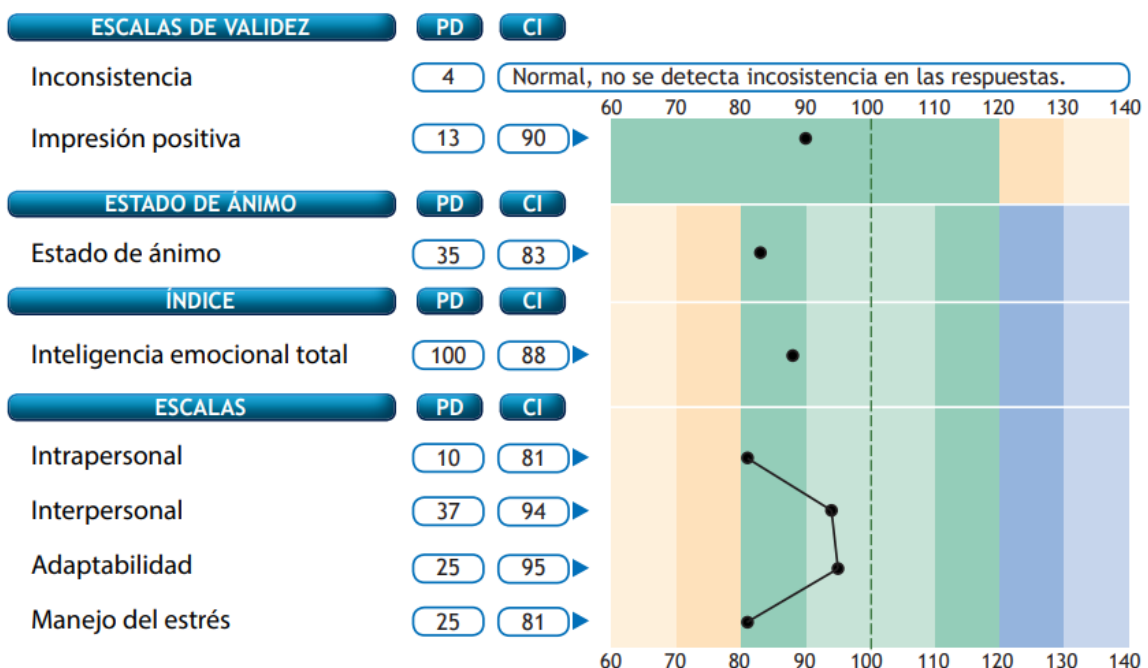 ESCALAS DE VALIDEZ PD CI
Inconsistencia 4 Normal, no se detecta incosistencia en las respuestas.
60 70 80 90 100 110 120 130 140
Impresión positiva 13 90
ESTADO DE ÁNIMO PD CI
Estado de ánimo 35 83
ÍNDICE PD CI
Inteligencia emocional total 100 88
ESCALAS PD CI
Intrapersonal 10 81
Interpersonal 37 94
Adaptabilidad 25 95
Manejo del estrés 25 81
60 70 80 90 100 110 120 130 140